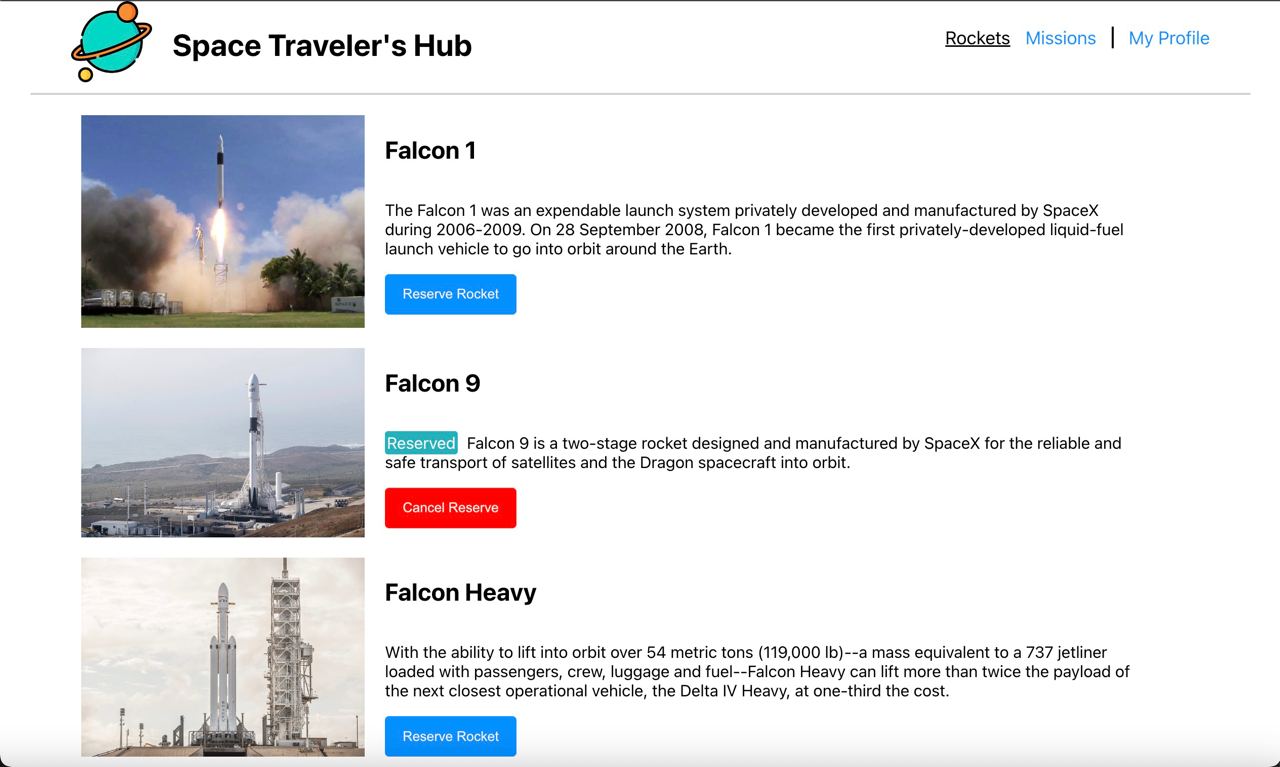 Space Traveler's Hub
Rockets Missions | My Profile
Falcon 1
The Falcon 1 was an expendable launch system privately developed and manufactured by SpaceX
during 2006-2009. On 28 September 2008, Falcon 1 became the first privately-developed liquid-fuel
launch vehicle to go into orbit around the Earth.
Reserve Rocket
Falcon 9
Reserved Falcon 9 is a two-stage rocket designed and manufactured by SpaceX for the reliable and
safe transport of satellites and the Dragon spacecraft into orbit.
Cancel Reserve
Falcon Heavy
With the ability to lift into orbit over 54 metric tons (119,000 lb)--a mass equivalent to a 737 jetliner
loaded with passengers, crew, luggage and fuel--Falcon Heavy can lift more than twice the payload of
the next closest operational vehicle, the Delta IV Heavy, at one-third the cost.
Reserve Rocket